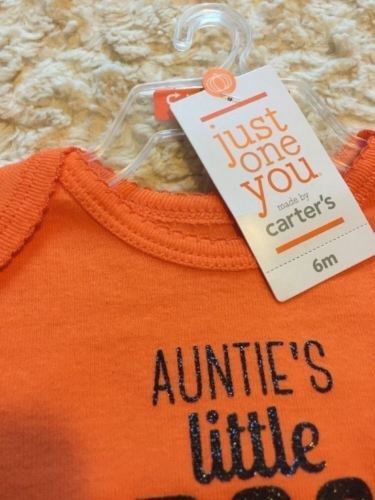 just
one
you.
made by
carter's
6m
AUNTIE'S
little